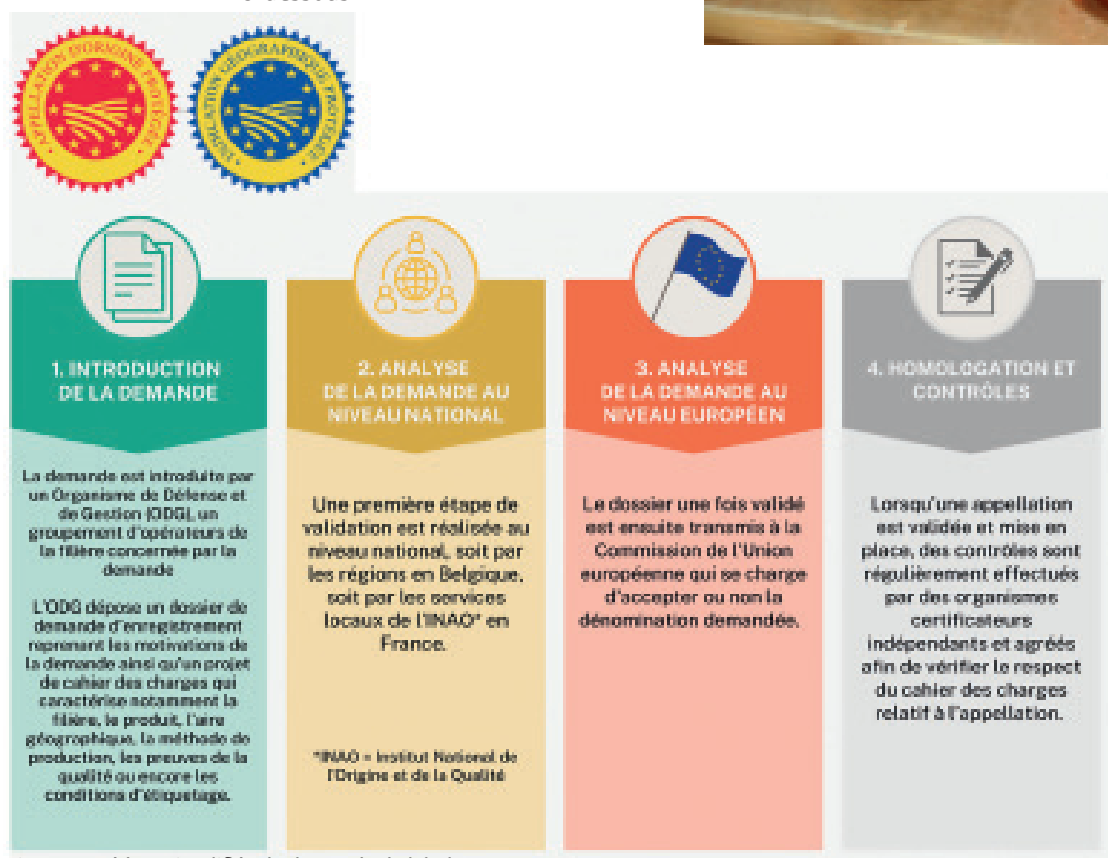 APPELLATION D'ORIGINE PROTÉGÉE
INDICATION GÉOGRAPHIQUE PROTÉGÉE
1. INTRODUCTION
DE LA DEMANDE
La demande est introduite par
un Organisme de Défense et
de Gestion (ODG), un
groupement d'opérateurs de
la filière concernée par la
demande
L'ODG dépose un dossier de
demande d'enregistrement
reprenant les motivations de
la demande ainsi qu'un projet
de cahier des charges qui
caractérise notamment la
filière, le produit, l'aire
géographique, la méthode de
production, les preuves de la
qualité ou encore les
conditions d'étiquetage.
2. ANALYSE
DE LA DEMANDE AU
NIVEAU NATIONAL
Une première étape de
validation est réalisée au
niveau national, soit par
les régions en Belgique,
soit par les services
locaux de l'INAO* en
France.
*INAO = Institut National de
l'Origine et de la Qualité
3. ANALYSE
DE LA DEMANDE AU
NIVEAU EUROPÉEN
Le dossier une fois validé
est ensuite transmis à la
Commission de l'Union
européenne qui se charge
d'accepter ou non la
dénomination demandée.
4. HOMOLOGATION ET
CONTRÔLES
Lorsqu'une appellation
est validée et mise en
place, des contrôles sont
régulièrement effectués
par des organismes
certificateurs
indépendants et agréés
afin de vérifier le respect
du cahier des charges
relatif à l'appellation.